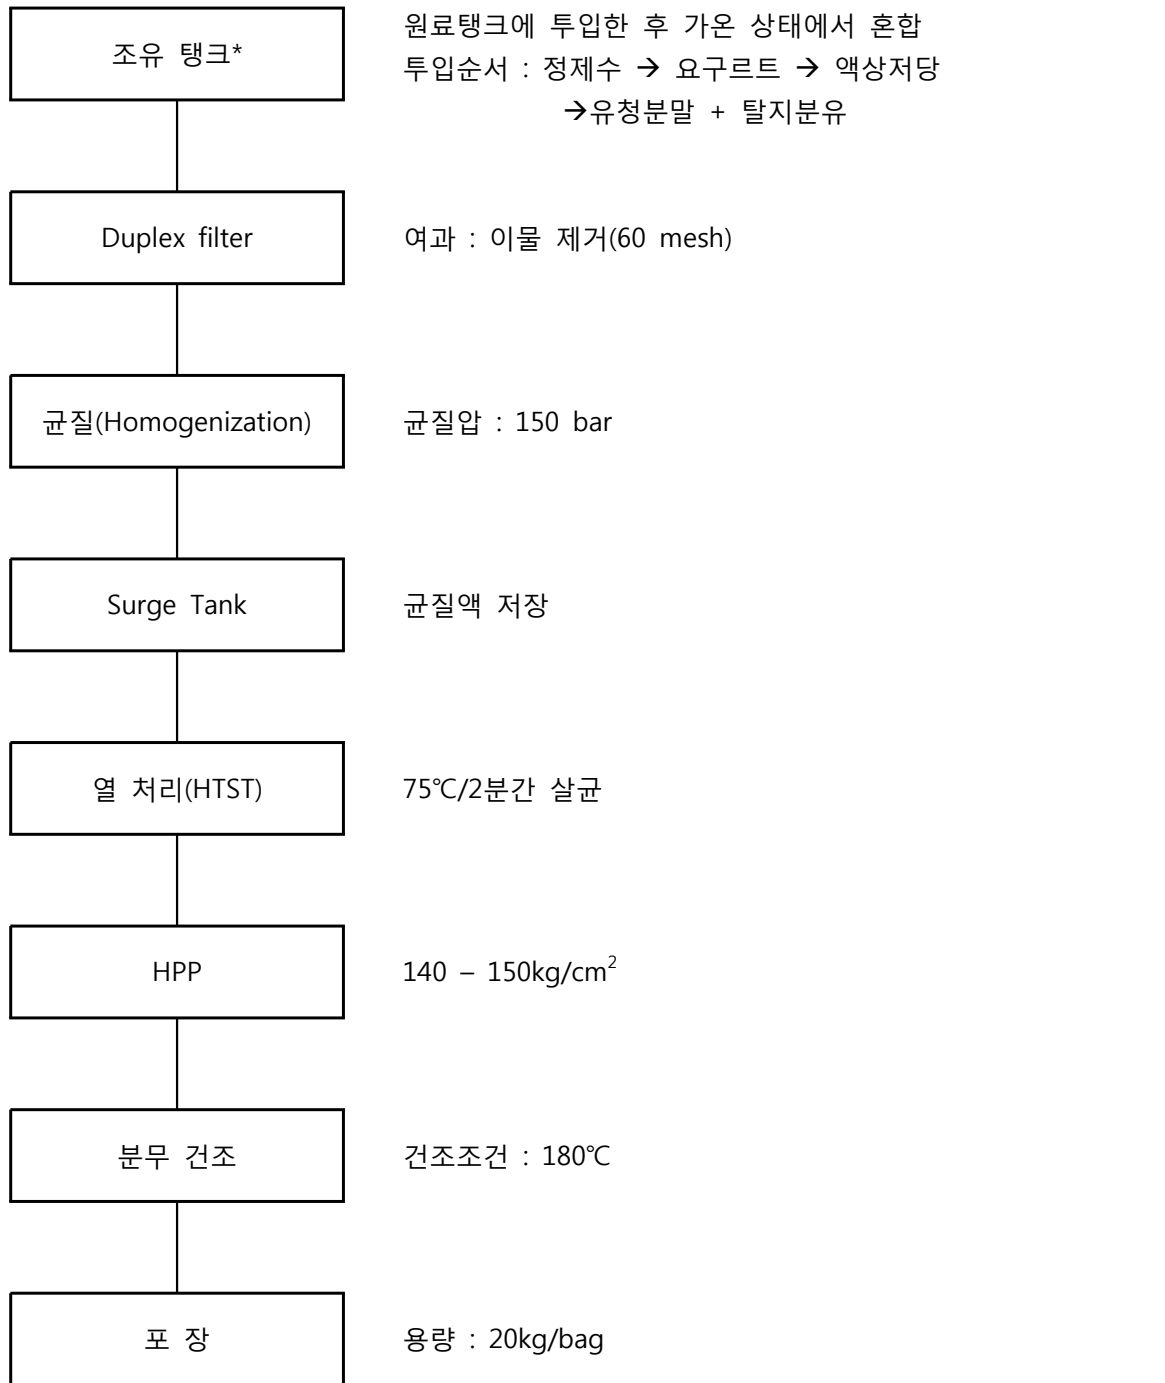 조유 탱크*
원료탱크에 투입한 후 가온 상태에서 혼합
투입순서 : 정제수 → 요구르트 → 액상저당
→유청분말 + 탈지분유
Duplex filter
여과 : 이물 제거(60 mesh)
균질(Homogenization)
균질압 : 150 bar
Surge Tank
균질액 저장
열 처리(HTST)
75℃/2분간 살균
HPP
140 – 150kg/cm²
분무 건조
건조조건 : 180℃
포 장
용량 : 20kg/bag